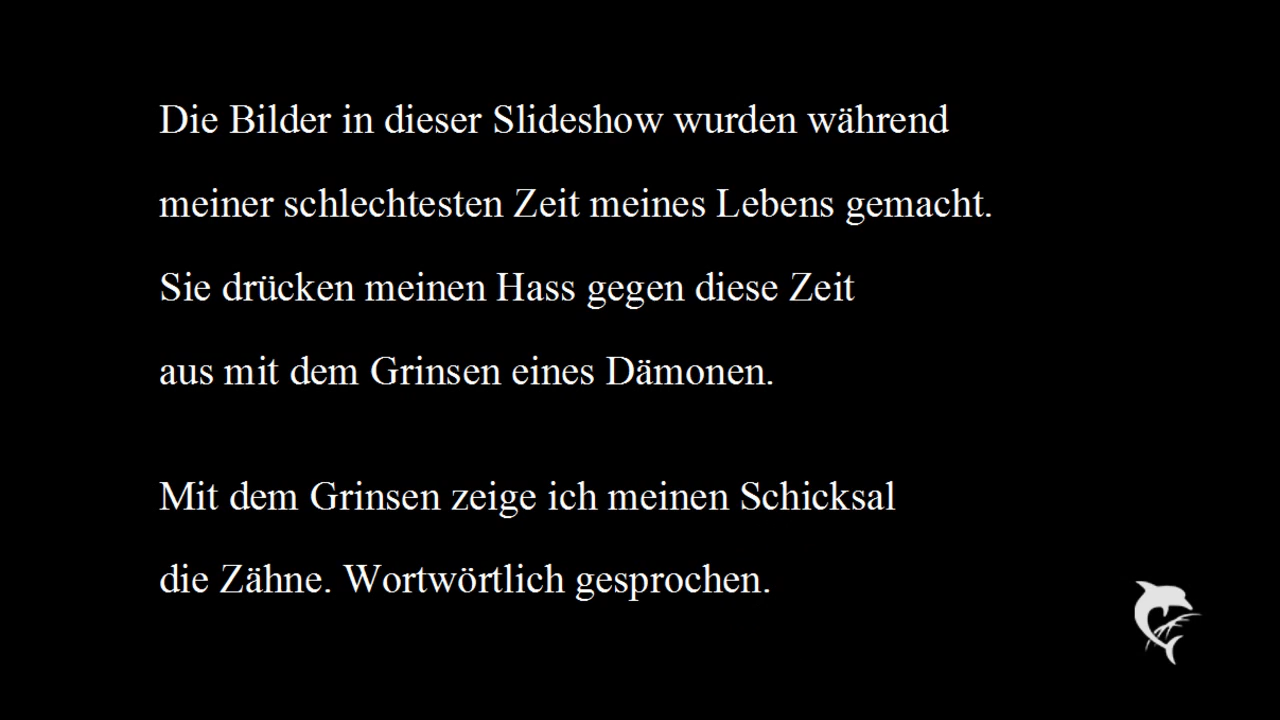 Die Bilder in dieser Slideshow wurden während
meiner schlechtesten Zeit meines Lebens gemacht.
Sie drücken meinen Hass gegen diese Zeit
aus mit dem Grinsen eines Dämonen.
Mit dem Grinsen zeige ich meinen Schicksal
die Zähne. Wortwörtlich gesprochen.